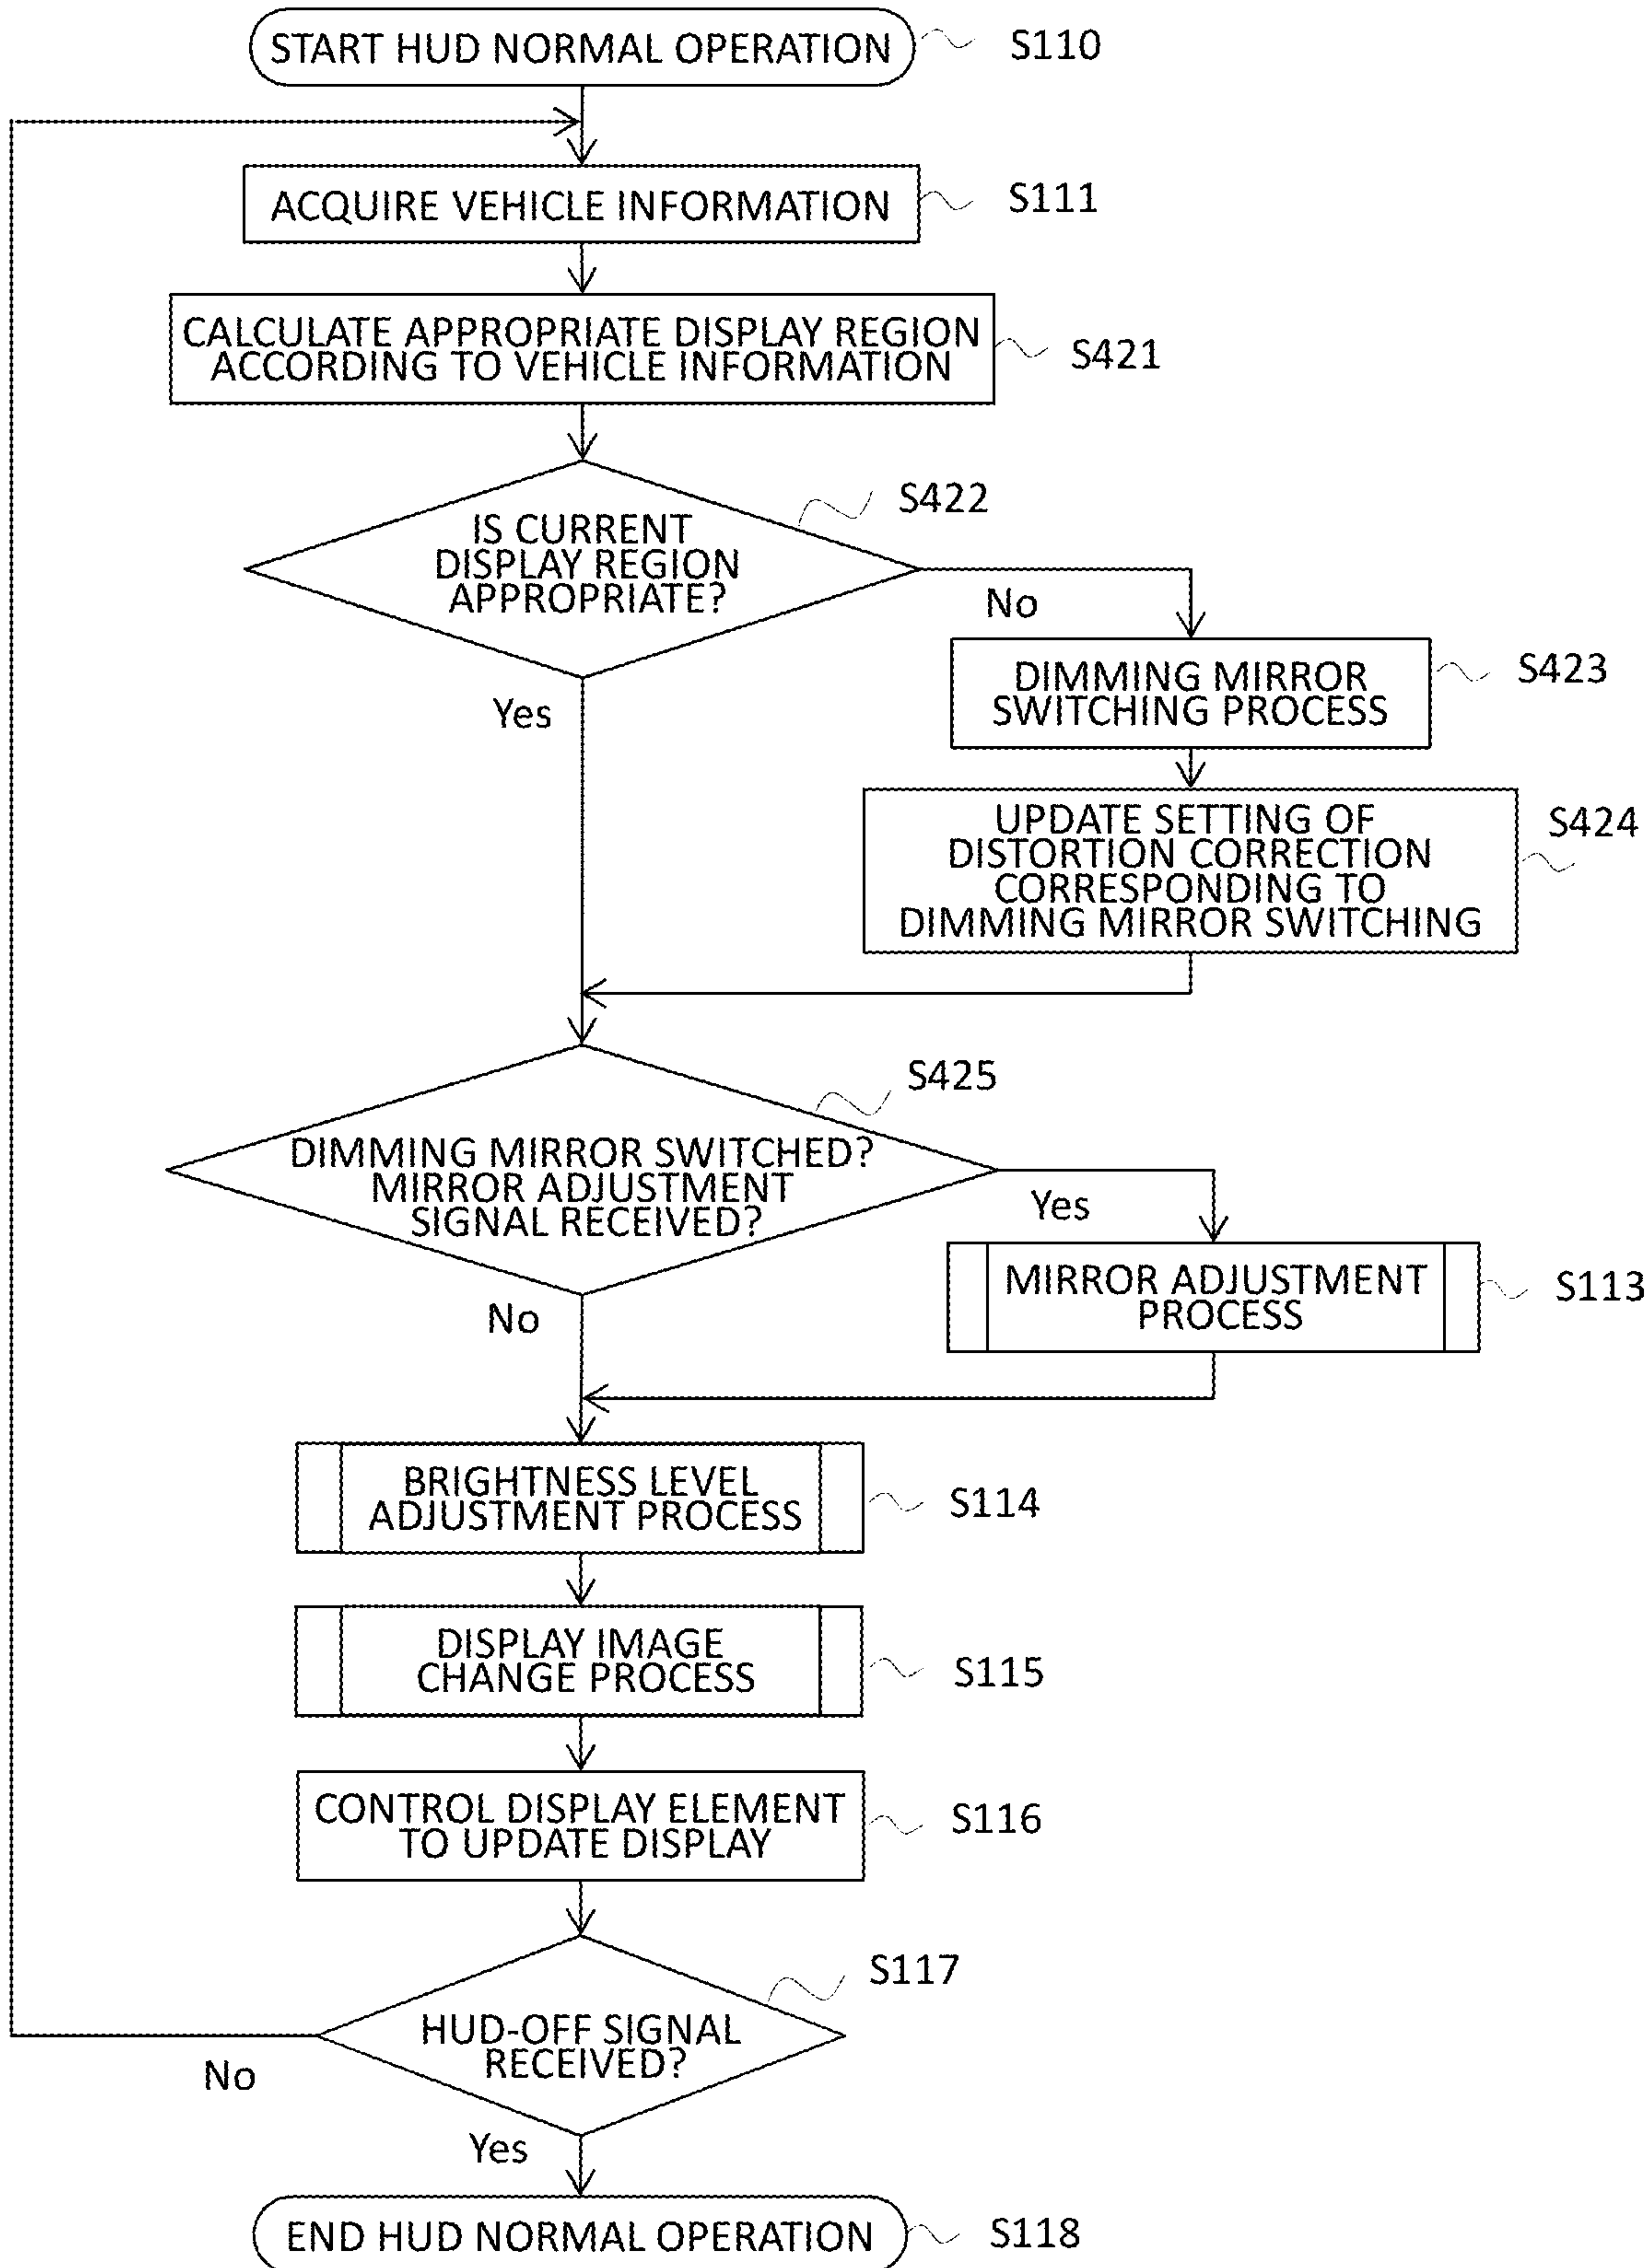 START HUD NORMAL OPERATION
S110
ACQUIRE VEHICLE INFORMATION
S111
CALCULATE APPROPRIATE DISPLAY REGION
ACCORDING TO VEHICLE INFORMATION
S421
IS CURRENT
DISPLAY REGION
APPROPRIATE?
S422
No
Yes
DIMMING MIRROR
SWITCHING PROCESS
S423
UPDATE SETTING OF
DISTORTION CORRECTION
CORRESPONDING TO
DIMMING MIRROR SWITCHING
S424
DIMMING MIRROR SWITCHED?
MIRROR ADJUSTMENT
SIGNAL RECEIVED?
S425
Yes
No
MIRROR ADJUSTMENT
PROCESS
S113
BRIGHTNESS LEVEL
ADJUSTMENT PROCESS
S114
DISPLAY IMAGE
CHANGE PROCESS
S115
CONTROL DISPLAY ELEMENT
TO UPDATE DISPLAY
S116
HUD-OFF SIGNAL
RECEIVED?
S117
No
Yes
END HUD NORMAL OPERATION
S118